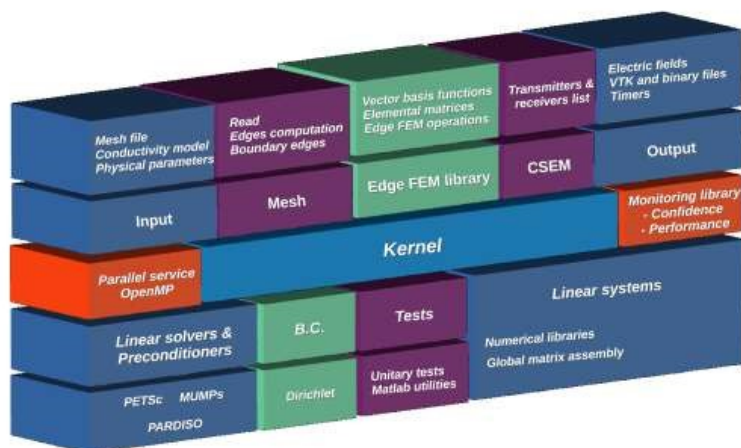 Mesh file
Conductivity model
Physical parameters
Read
Edges computation
Boundary edges
Vector basis functions
Elemental matrices
Edge FEM operations
Transmitters &
receivers list
Electric fields
VTK and binary files
Timers
Input
Mesh
Edge FEM library
CSEM
Output
Parallel service
OpenMP
Kernel
Monitoring library
- Confidence
- Performance
Linear solvers &
Preconditioners
B.C.
Tests
Linear systems
Numerical libraries
Global matrix assembly
PETSc MUMPs
PARDISO
Dirichlet
Unitary tests
Matlab utilities